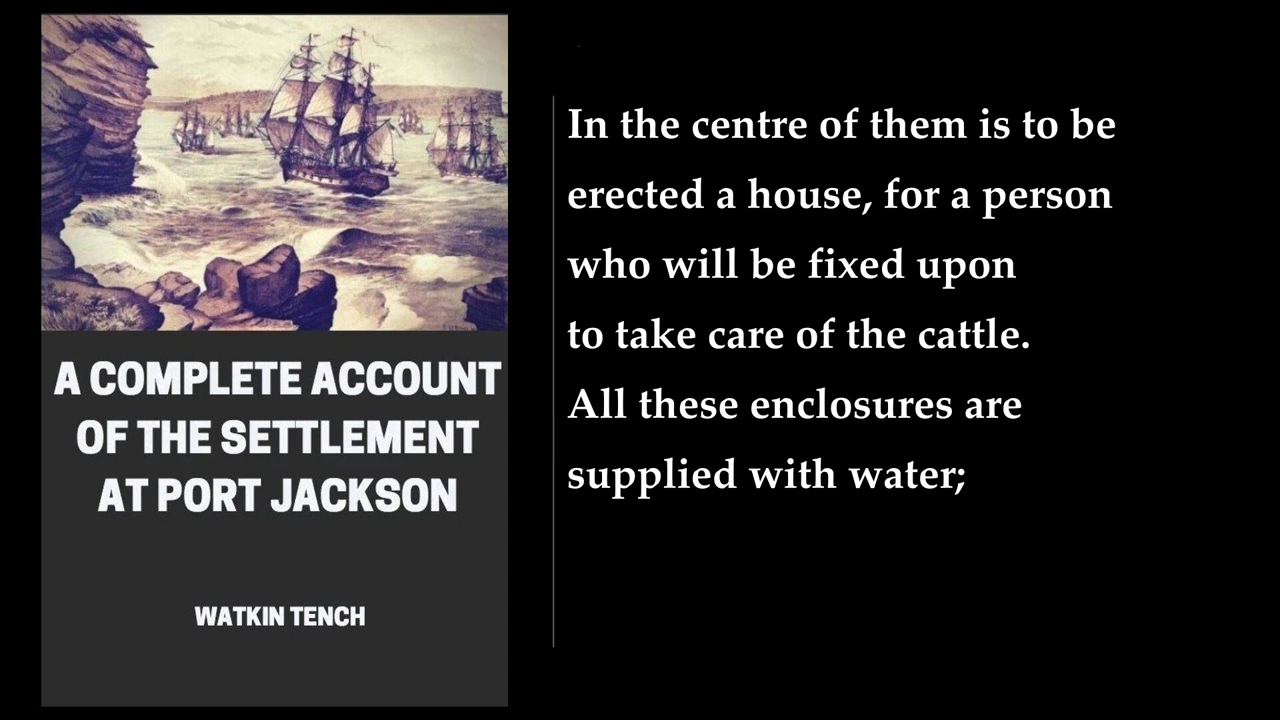 A COMPLETE ACCOUNT
OF THE SETTLEMENT
AT PORT JACKSON
WATKIN TENCH
In the centre of them is to be
erected a house, for a person
who will be fixed upon
to take care of the cattle.
All these enclosures are
supplied with water;